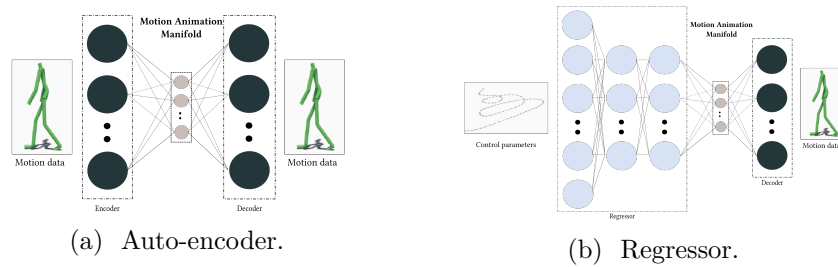 Motion Animation
Manifold
Motion data
Motion data
Encoder
Decoder
(a) Auto-encoder.
Motion Animation
Manifold
Control parameters
Motion data
Decoder
Regressor
(b) Regressor.